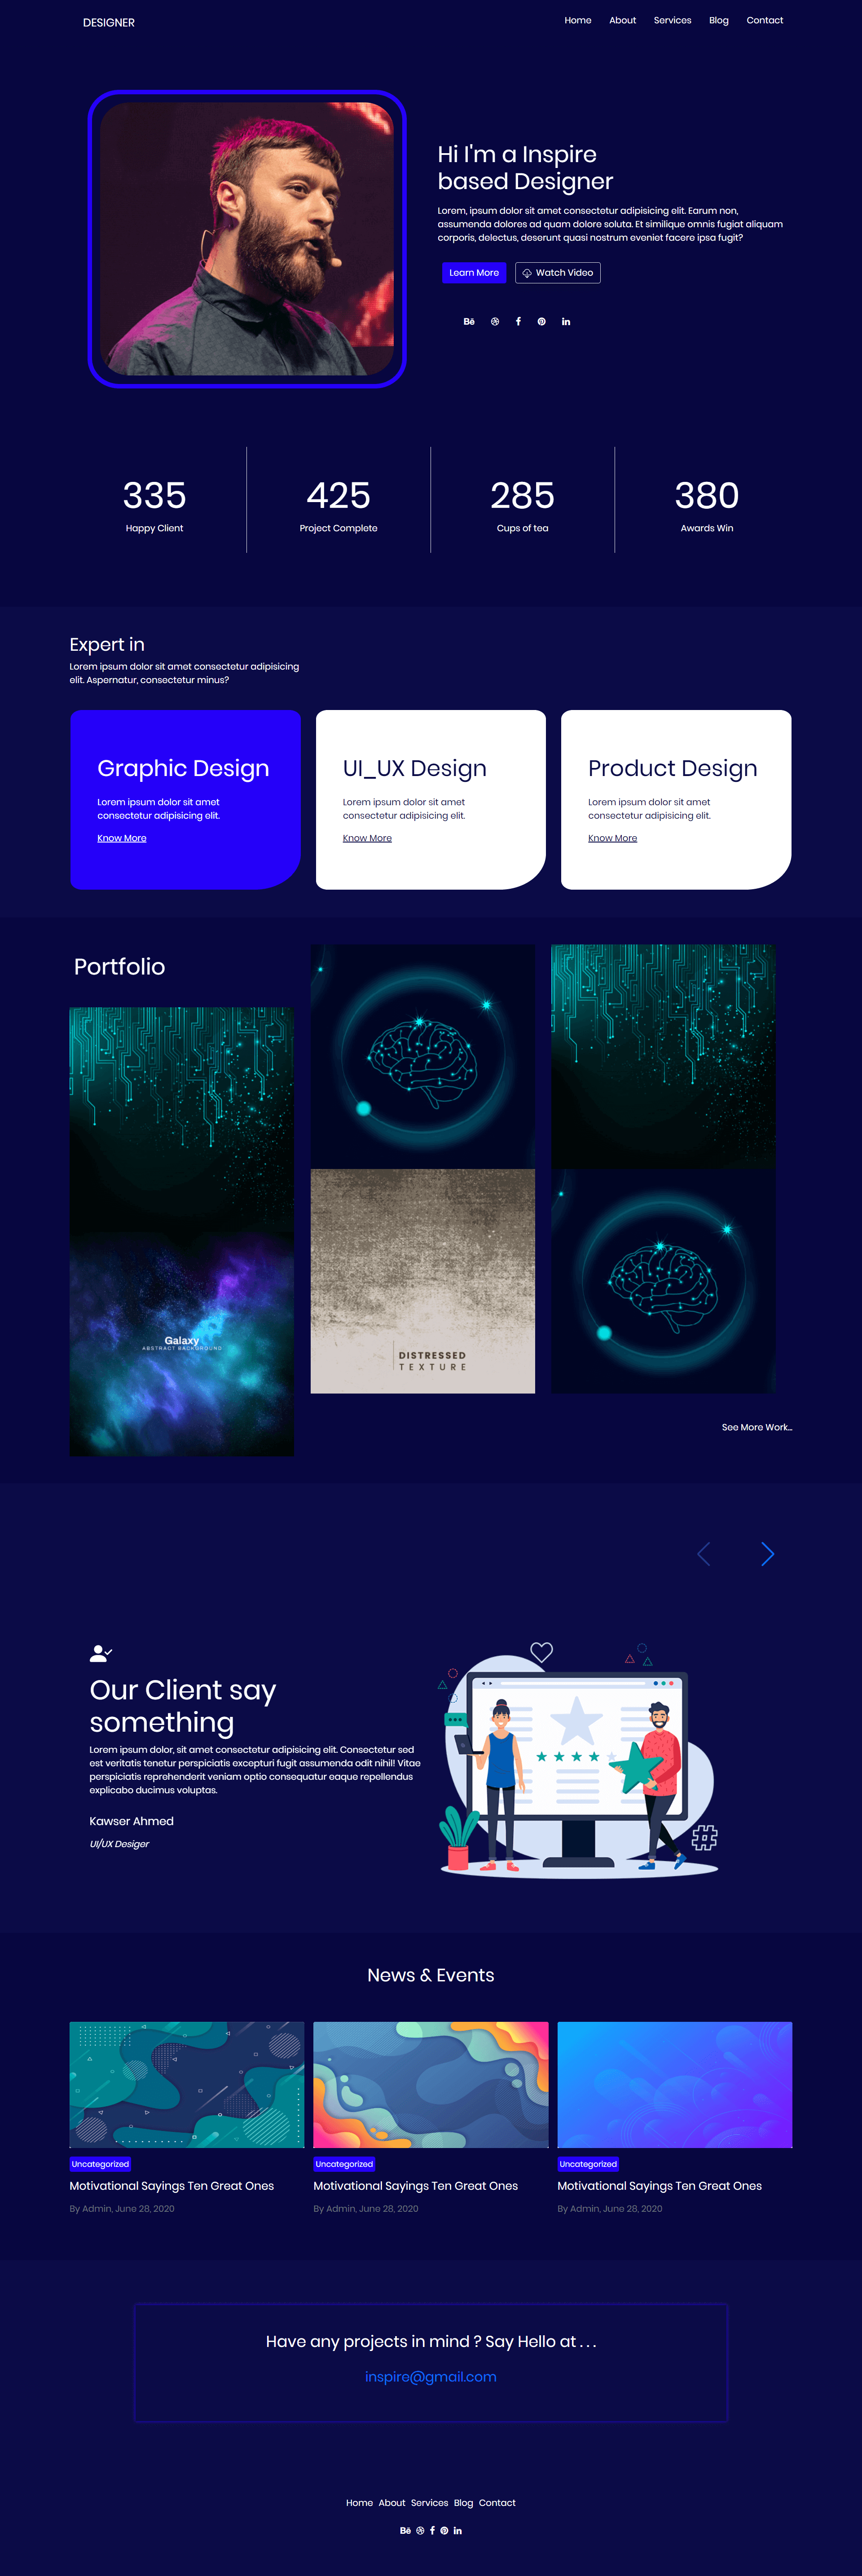 DESIGNER
Home About Services Blog Contact
Hi I'm a Inspire
based Designer
Lorem, ipsum dolor sit amet consectetur adipisicing elit. Earum non,
assumenda dolores ad quam dolore soluta. Et similique omnis fugiat aliquam
corporis, delectus, deserunt quasi nostrum eveniet facere ipsa fugit?
Learn More
Watch Video
335
Happy Client
425
Project Complete
285
Cups of tea
380
Awards Win
Expert in
Lorem ipsum dolor sit amet consectetur adipisicing
elit. Aspernatur, consectetur minus?
Graphic Design
Lorem ipsum dolor sit amet
consectetur adipisicing elit.
Know More
UI_UX Design
Lorem ipsum dolor sit amet
consectetur adipisicing elit.
Know More
Product Design
Lorem ipsum dolor sit amet
consectetur adipisicing elit.
Know More
Portfolio
Galaxy
ABSTRACT BACKGROUND
DISTRESSED
TEXTURE
See More Work...
Our Client say
something
Lorem ipsum dolor, sit amet consectetur adipisicing elit. Consectetur sed
est veritatis tenetur perspiciatis excepturi fugit assumenda odit nihil! Vitae
perspiciatis reprehenderit veniam optio consequatur eaque repellendus
explicabo ducimus voluptas.
Kawser Ahmed
UI/UX Desiger
News & Events
Uncategorized
Motivational Sayings Ten Great Ones
By Admin, June 28, 2020
Uncategorized
Motivational Sayings Ten Great Ones
By Admin, June 28, 2020
Uncategorized
Motivational Sayings Ten Great Ones
By Admin, June 28, 2020
Have any projects in mind ? Say Hello at . . .
inspire@gmail.com
Home About Services Blog Contact